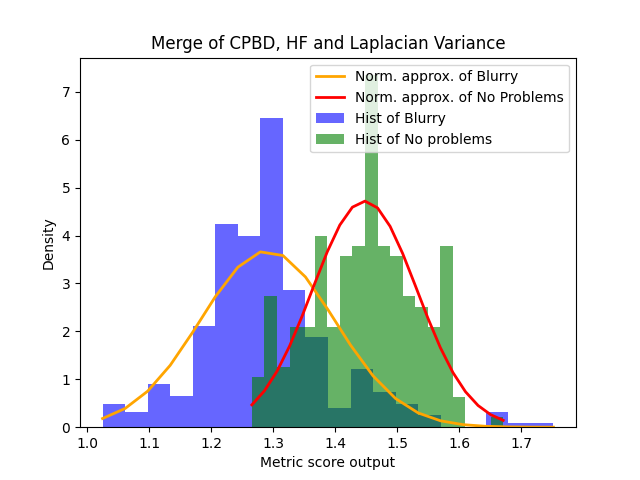 Merge of CPBD, HF and Laplacian Variance
Norm. approx. of Blurry
Norm. approx. of No Problems
Hist of Blurry
Hist of No problems
Density
7
6
5
4
3
2
1
0
1.0 1.1 1.2 1.3 1.4 1.5 1.6 1.7
Metric score output